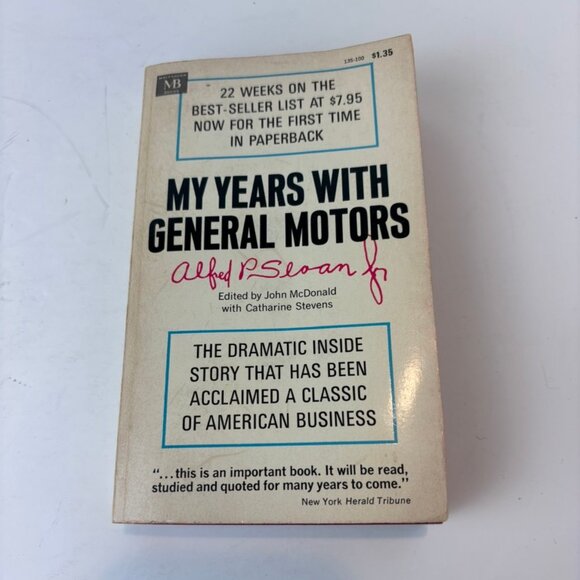 MB
135-100 $1.35
22 WEEKS ON THE
BEST-SELLER LIST AT $7.95
NOW FOR THE FIRST TIME
IN PAPERBACK
MY YEARS WITH
GENERAL MOTORS
Alfred P. Sloan Jr
Edited by John McDonald
with Catharine Stevens
THE DRAMATIC INSIDE
STORY THAT HAS BEEN
ACCLAIMED A CLASSIC
OF AMERICAN BUSINESS
“...this is an important book. It will be read,
studied and quoted for many years to come.”
New York Herald Tribune